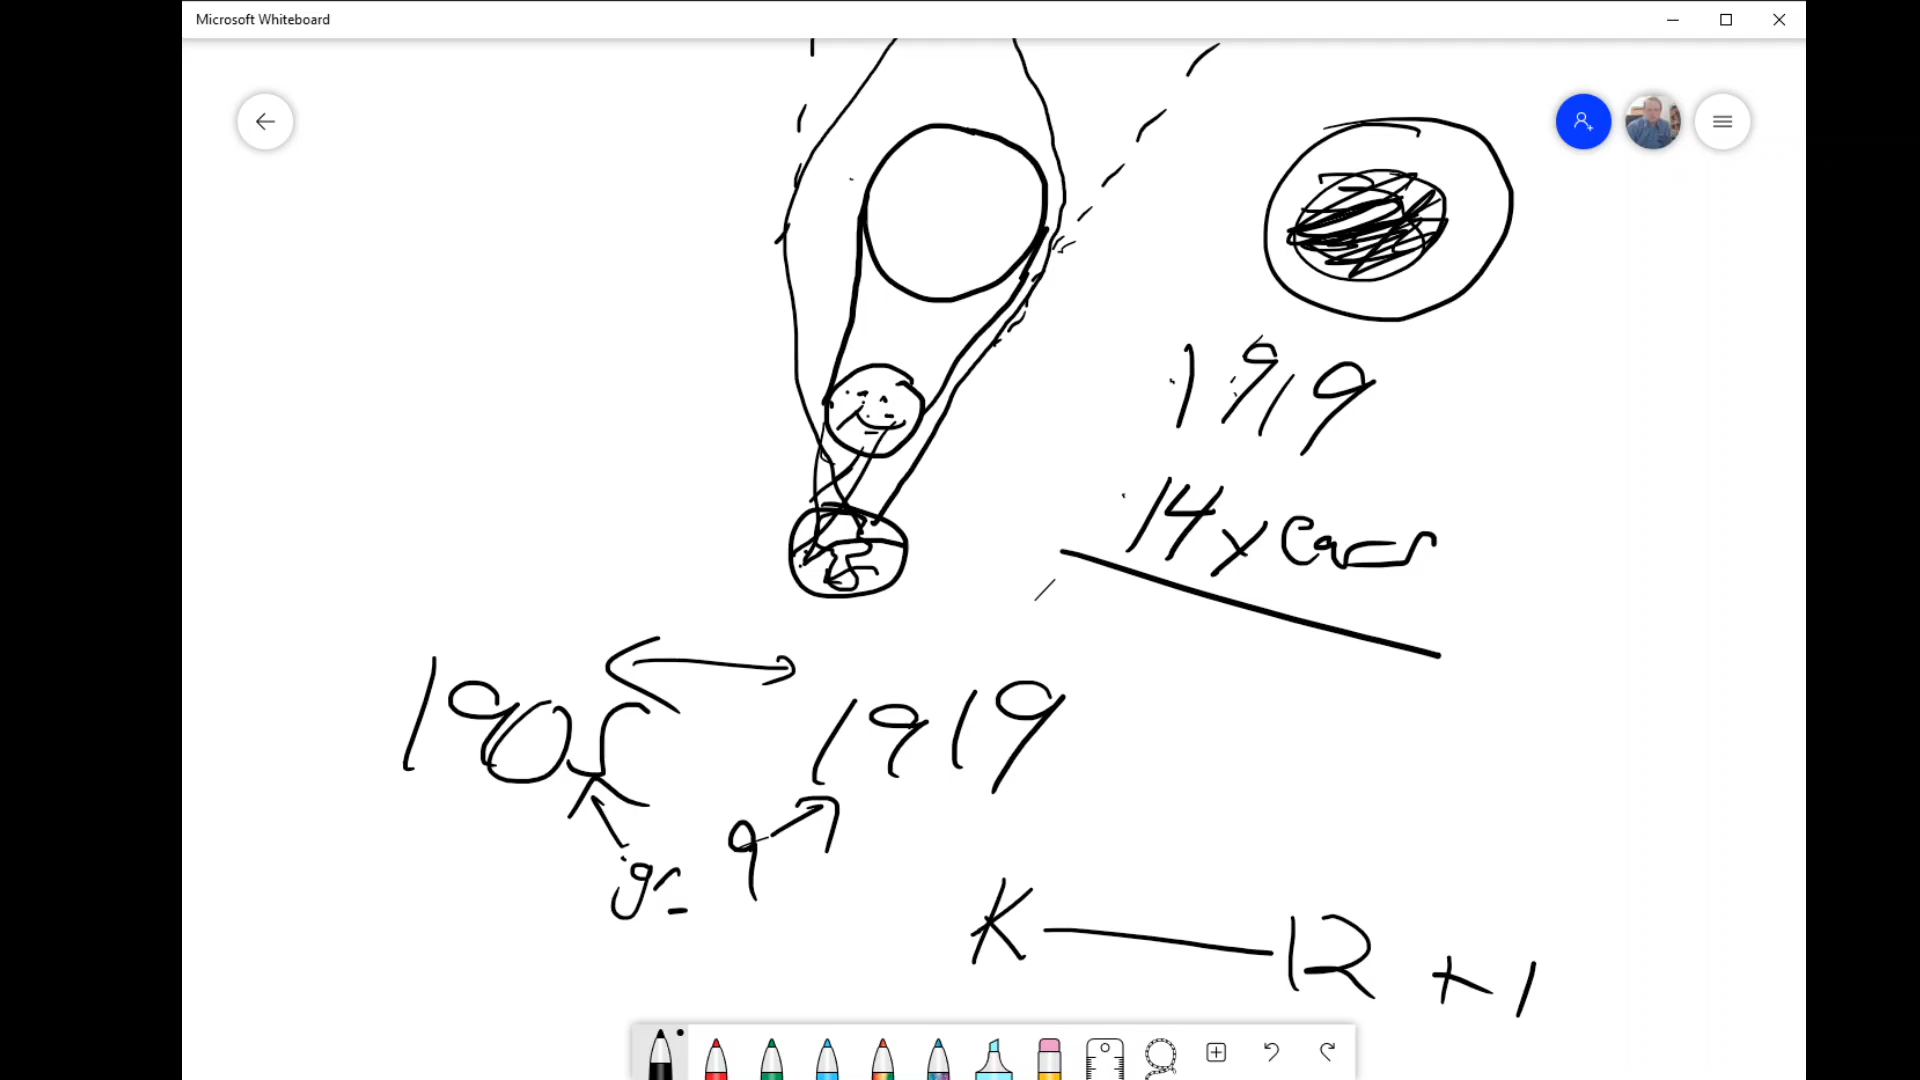 Microsoft Whiteboard
1919
14 years
1905 1919
9
K — 12 + 1